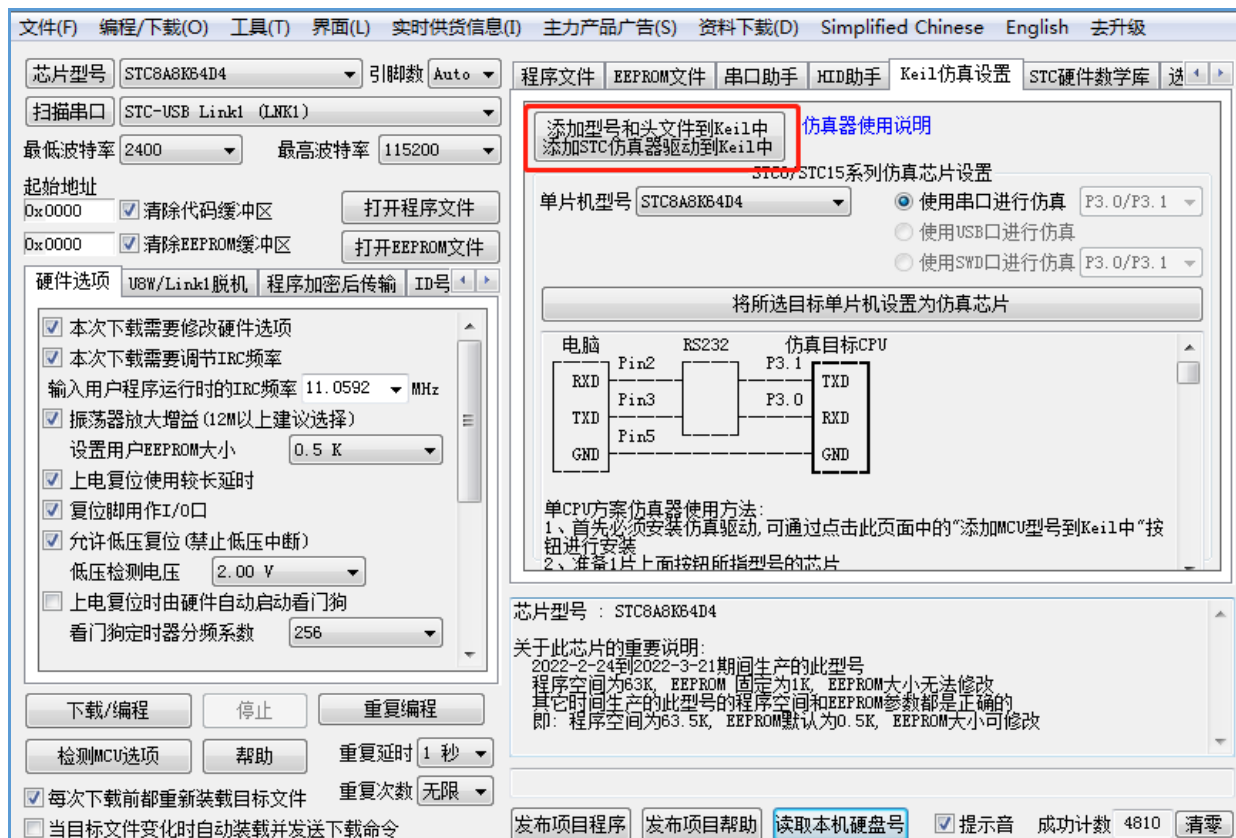 文件(F) 编程/下载(O) 工具(T) 界面(L) 实时供货信息(I) 主力产品广告(S) 资料下载(D) Simplified Chinese English 去升级
芯片型号 STC8A8K64D4 引脚数 Auto
扫描串口 STC-USB Link1 (LNK1)
最低波特率 2400 最高波特率 115200
起始地址
0x0000 清除代码缓冲区 打开程序文件
0x0000 清除EEPROM缓冲区 打开EEPROM文件
硬件选项 U8W/Link1脱机 程序加密后传输 ID号
本次下载需要修改硬件选项
本次下载需要调节IRC频率
输入用户程序运行时的IRC频率 11.0592 MHz
振荡器放大增益(12M以上建议选择)
设置用户EEPROM大小 0.5 K
上电复位使用较长延时
复位脚用作I/O口
允许低压复位(禁止低压中断)
低压检测电压 2.00 V
上电复位时由硬件自动启动看门狗
看门狗定时器分频系数 256
下载/编程 停止 重复编程
检测MCU选项 帮助 重复延时 1 秒
每次下载前都重新装载目标文件 重复次数 无限
当目标文件变化时自动装载并发送下载命令
程序文件 EEPROM文件 串口助手 HID助手 Keil仿真设置 STC硬件数学库 选
添加型号和头文件到Keil中
添加STC仿真器驱动到Keil中
仿真器使用说明
STC8/STC15系列仿真芯片设置
单片机型号 STC8A8K64D4 使用串口进行仿真 P3.0/P3.1
使用USB口进行仿真
使用SWD口进行仿真 P3.0/P3.1
将所选目标单片机设置为仿真芯片
电脑 RS232 仿真目标CPU
Pin2 P3.1
RXD TXD
Pin3 P3.0
TXD RXD
Pin5
GND GND
单CPU方案仿真器使用方法:
1、首先必须安装仿真驱动,可通过点击此页面中的"添加MCU型号到Keil中"按
钮进行安装
2、准备1片上面按钮所指型号的芯片
芯片型号 : STC8A8K64D4
关于此芯片的重要说明:
2022-2-24到2022-3-21期间生产的此型号
程序空间为63K, EEPROM 固定为1K, EEPROM大小无法修改
其它时间生产的此型号的程序空间和EEPROM参数都是正确的
即: 程序空间为63.5K, EEPROM默认为0.5K, EEPROM大小可修改
发布项目程序 发布项目帮助 读取本机硬盘号 提示音 成功计数 4810 清零